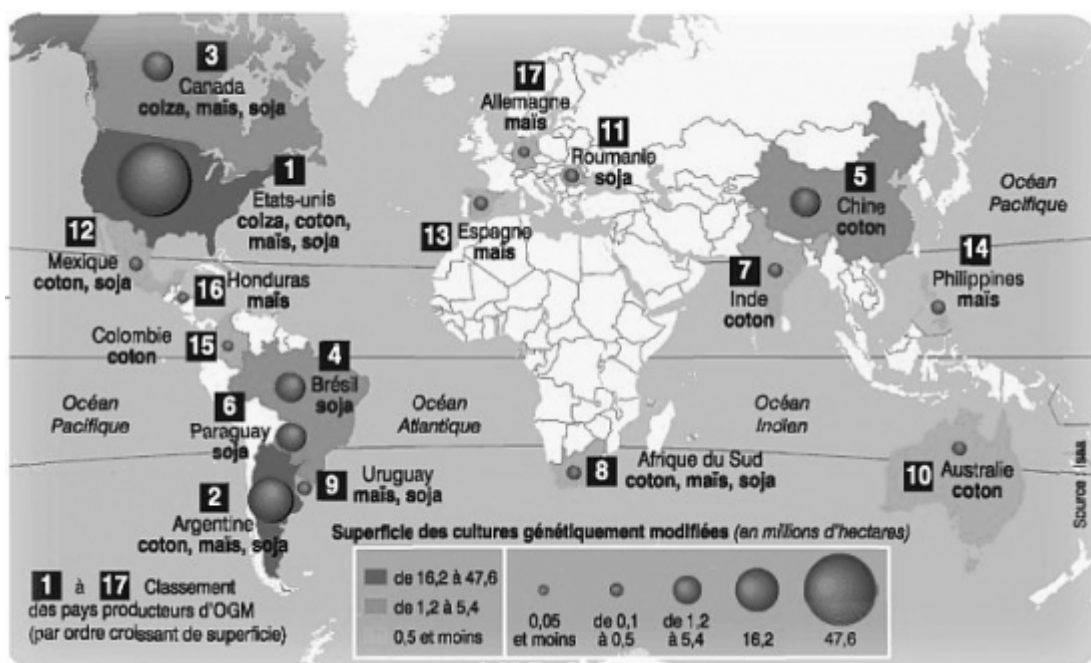 3
Canada
colza, maïs, soja
1
Etats-unis
colza, coton,
maïs, soja
12
Mexique
coton, soja
16
Honduras
maïs
Colombie
coton
15
4
Brésil
soja
6
Paraguay
soja
9
Uruguay
maïs, soja
2
Argentine
coton, maïs, soja
17
Allemagne
maïs
11
Roumanie
soja
13
Espagne
maïs
5
Chine
coton
7
Inde
coton
14
Philippines
maïs
8
Afrique du Sud
coton, maïs, soja
10
Australie
coton
Océan
Pacifique
Océan
Pacifique
Océan
Atlantique
Océan
Indien
Source : Isaa
1 à 17 Classement
des pays producteurs d'OGM
(par ordre croissant de superficie)
Superficie des cultures génétiquement modifiées (en millions d'hectares)
de 16,2 à 47,6
de 1,2 à 5,4
0,5 et moins
0,05
et moins
de 0,1
à 0,5
de 1,2
à 5,4
16,2
47,6